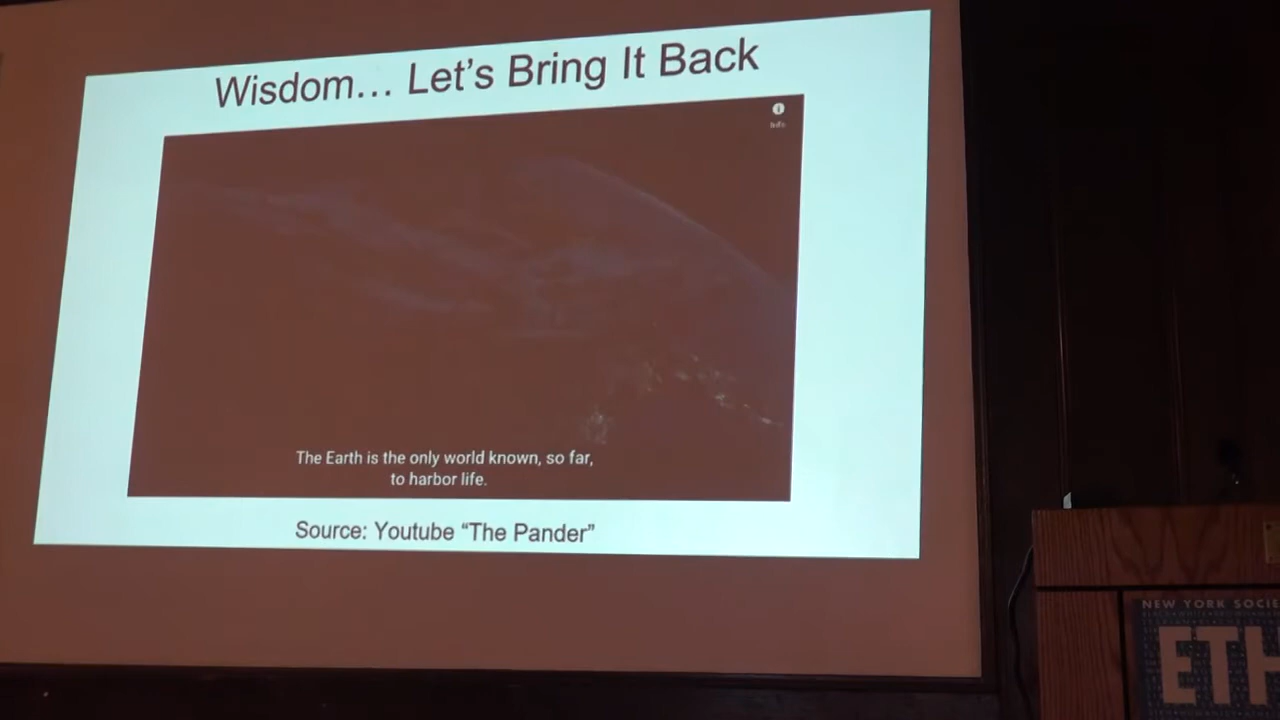 Wisdom... Let's Bring It Back
Info
The Earth is the only world known, so far,
to harbor life.
Source: Youtube “The Pander”
NEW YORK SOCIE
ETH